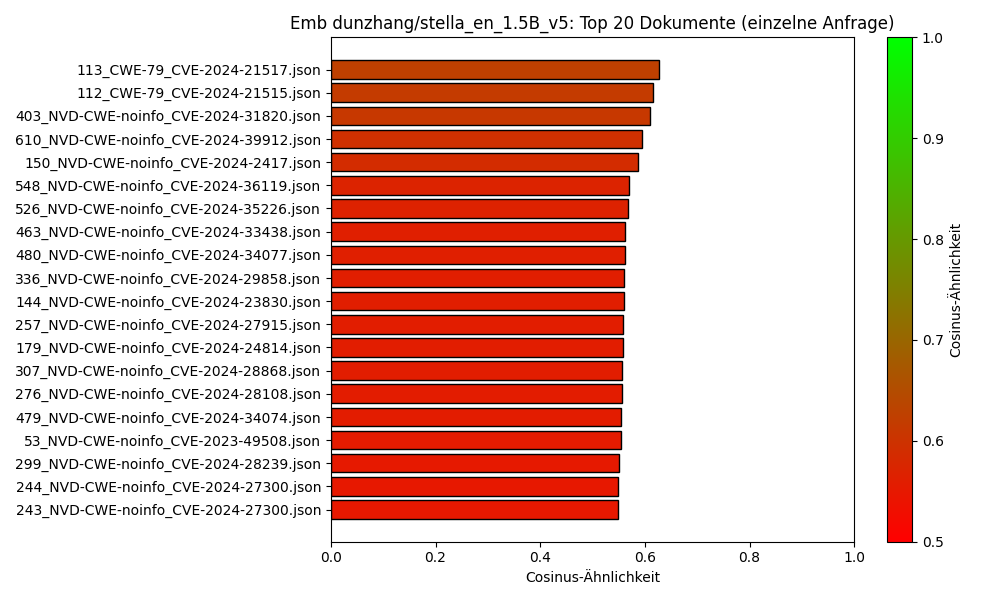 Emb dunzhang/stella_en_1.5B_v5: Top 20 Dokumente (einzelne Anfrage)
113_CWE-79_CVE-2024-21517.json
112_CWE-79_CVE-2024-21515.json
403_NVD-CWE-noinfo_CVE-2024-31820.json
610_NVD-CWE-noinfo_CVE-2024-39912.json
150_NVD-CWE-noinfo_CVE-2024-2417.json
548_NVD-CWE-noinfo_CVE-2024-36119.json
526_NVD-CWE-noinfo_CVE-2024-35226.json
463_NVD-CWE-noinfo_CVE-2024-33438.json
480_NVD-CWE-noinfo_CVE-2024-34077.json
336_NVD-CWE-noinfo_CVE-2024-29858.json
144_NVD-CWE-noinfo_CVE-2024-23830.json
257_NVD-CWE-noinfo_CVE-2024-27915.json
179_NVD-CWE-noinfo_CVE-2024-24814.json
307_NVD-CWE-noinfo_CVE-2024-28868.json
276_NVD-CWE-noinfo_CVE-2024-28108.json
479_NVD-CWE-noinfo_CVE-2024-34074.json
53_NVD-CWE-noinfo_CVE-2023-49508.json
299_NVD-CWE-noinfo_CVE-2024-28239.json
244_NVD-CWE-noinfo_CVE-2024-27300.json
243_NVD-CWE-noinfo_CVE-2024-27300.json
0.0 0.2 0.4 0.6 0.8 1.0
Cosinus-Ähnlichkeit
1.0
0.9
0.8
0.7
0.6
0.5
Cosinus-Ähnlichkeit